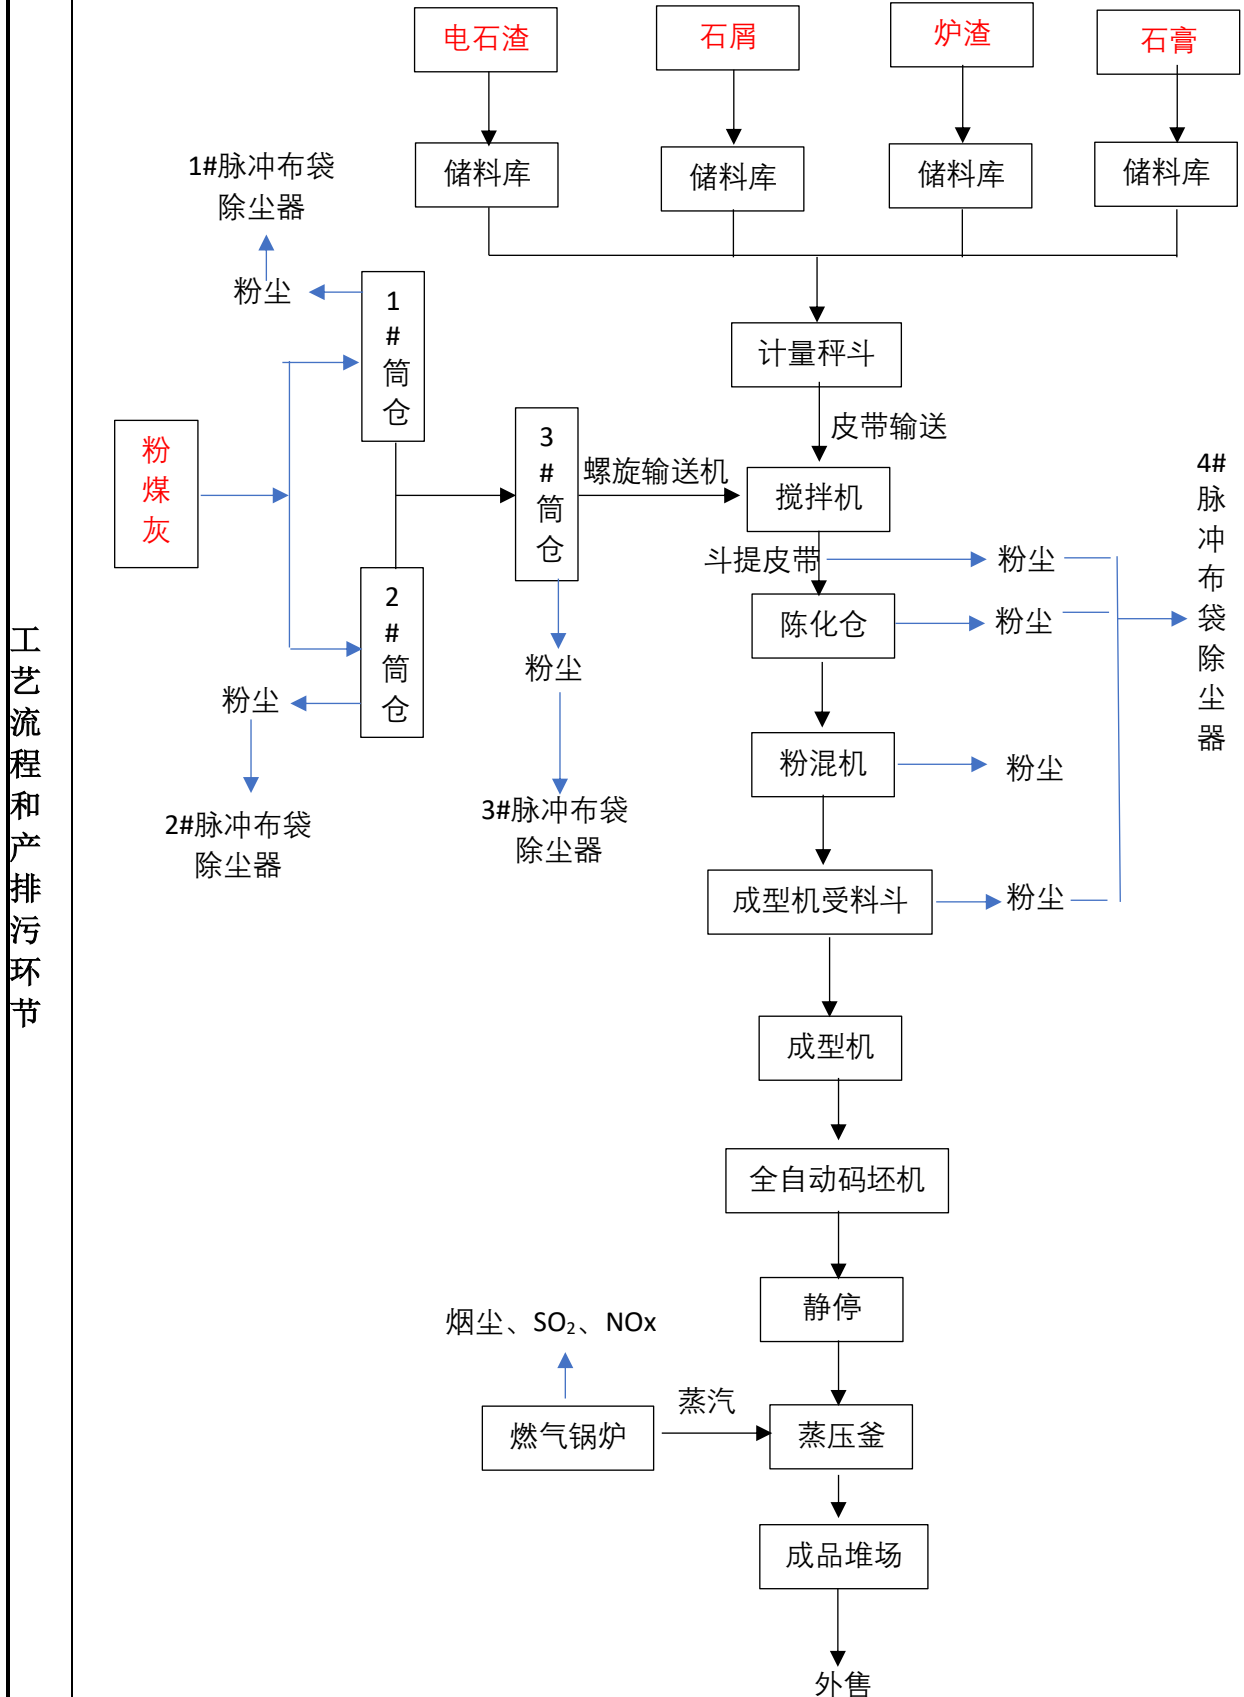 电石渣
石屑
炉渣
石膏
储料库
储料库
储料库
储料库
1#脉冲布袋
除尘器
粉尘
1
#
筒
仓
计量秤斗
皮带输送
粉
煤
灰
3
#
筒
仓
螺旋输送机
搅拌机
斗提皮带
粉尘
4#
脉
冲
布
袋
除
尘
器
陈化仓
粉尘
2
#
筒
仓
粉尘
粉尘
2#脉冲布袋
除尘器
3#脉冲布袋
除尘器
粉混机
粉尘
成型机受料斗
粉尘
工
艺
流
程
和
产
排
污
环
节
成型机
全自动码坯机
静停
烟尘、SO₂、NOx
燃气锅炉
蒸汽
蒸压釜
成品堆场
外售